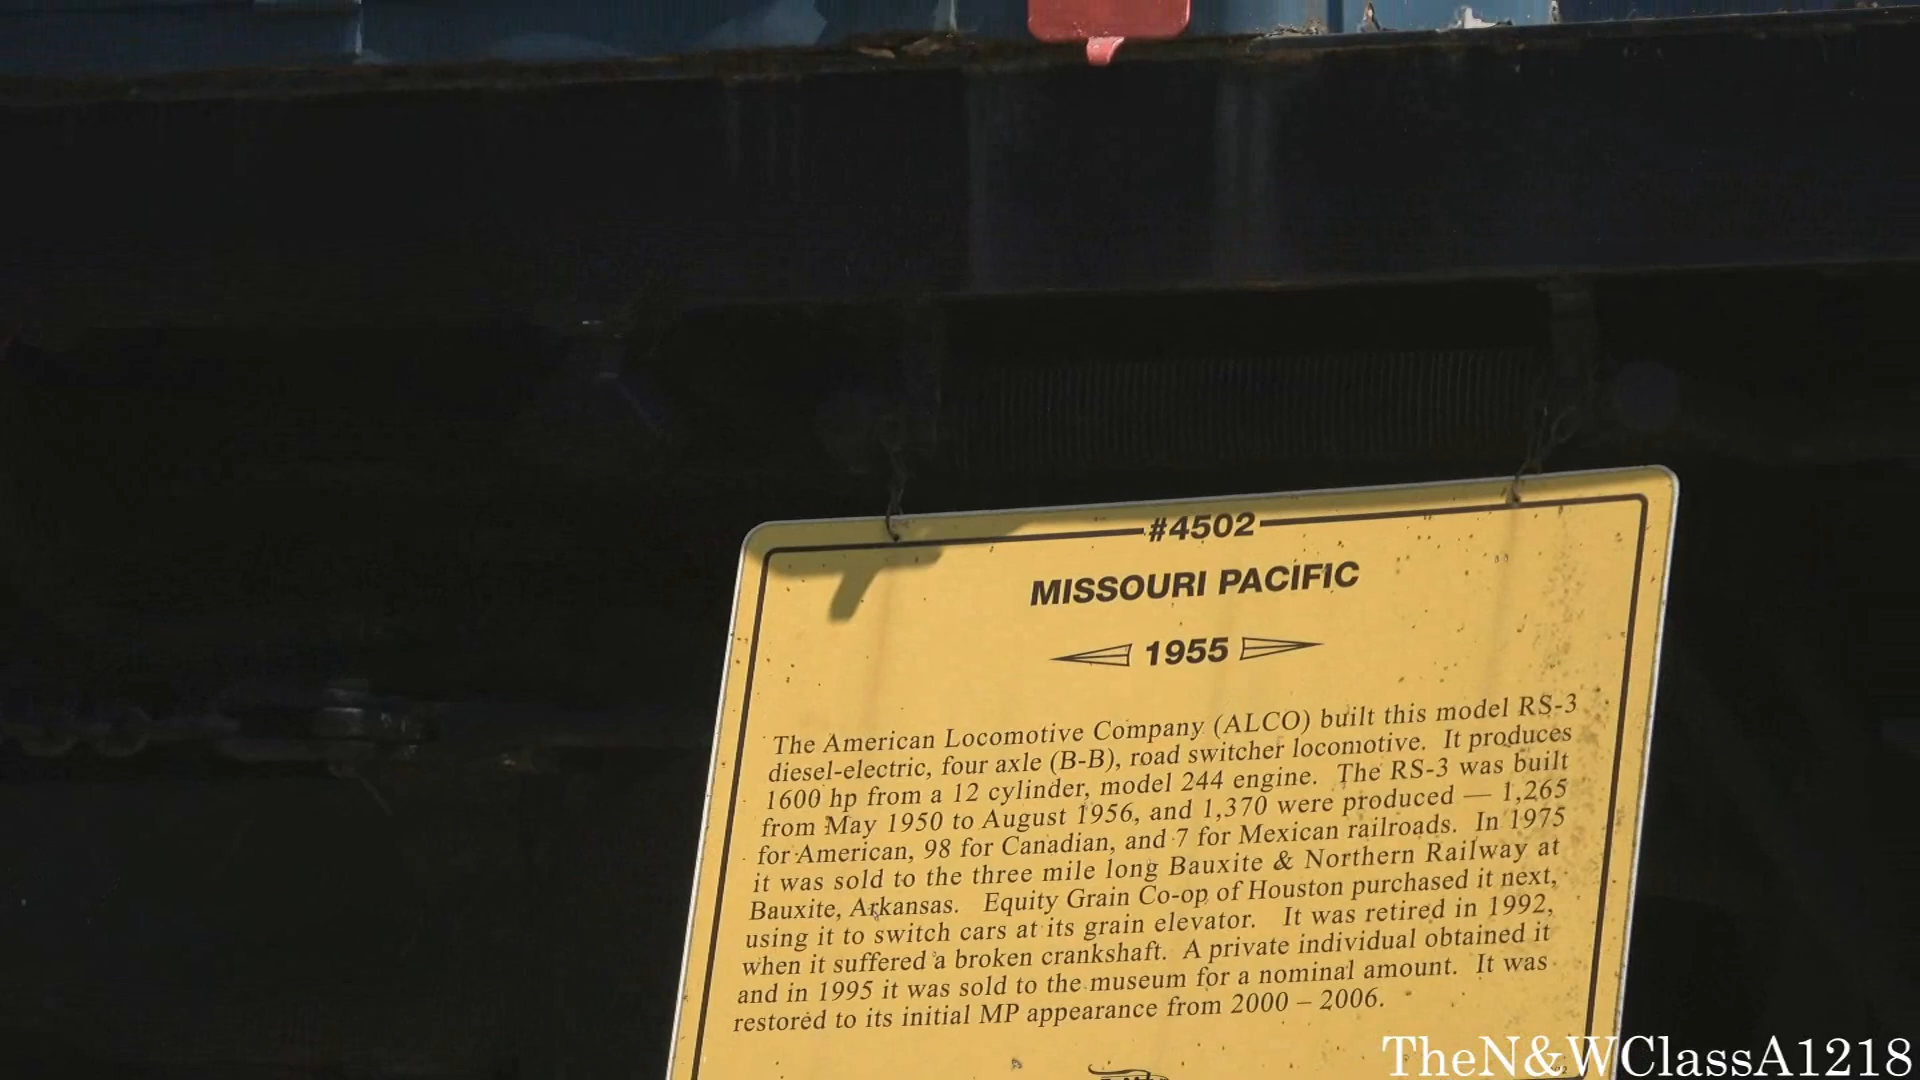 #4502
MISSOURI PACIFIC
1955
The American Locomotive Company (ALCO) built this model RS-3
diesel-electric, four axle (B-B), road switcher locomotive. It produces
1600 hp from a 12 cylinder, model 244 engine. The RS-3 was built
from May 1950 to August 1956, and 1,370 were produced — 1,265
for American, 98 for Canadian, and 7 for Mexican railroads. In 1975
it was sold to the three mile long Bauxite & Northern Railway at
Bauxite, Arkansas. Equity Grain Co-op of Houston purchased it next,
using it to switch cars at its grain elevator. It was retired in 1992,
when it suffered a broken crankshaft. A private individual obtained it
and in 1995 it was sold to the museum for a nominal amount. It was
restored to its initial MP appearance from 2000 – 2006.
TheN&WClassA1218